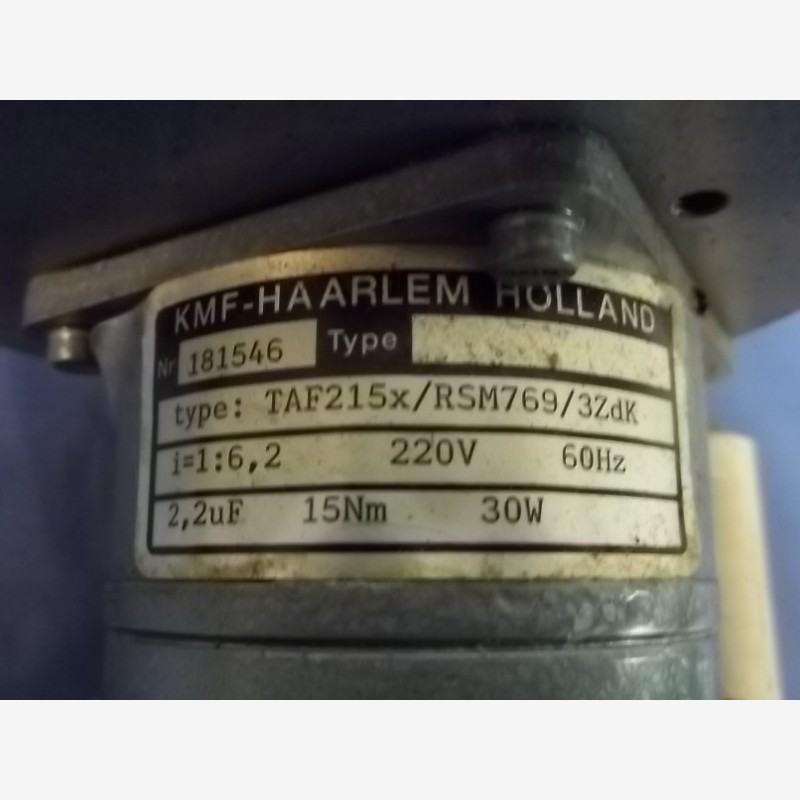 KMF-HAARLEM HOLLAND
Nr 181546 Type
type: TAF215x/RSM769/3ZdK
i=1:6,2 220V 60Hz
2,2uF 15Nm 30W